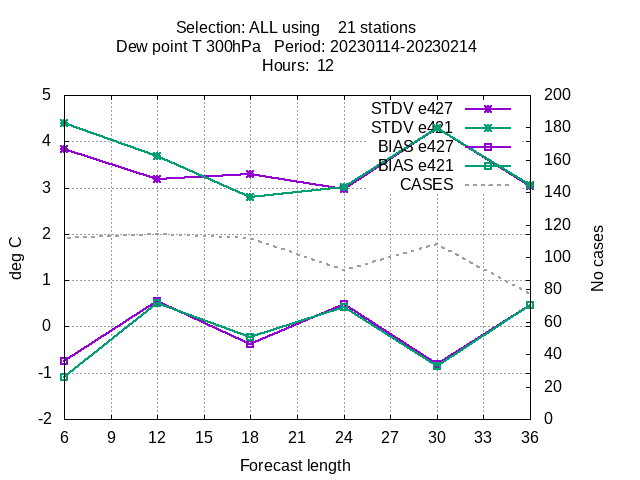 Selection: ALL using    21 stations
Dew point T 300hPa   Period: 20230114-20230214
Hours:  12
5 200
STDV e427
180
STDV e421
4
160
BIAS e427
BIAS e421
3 140
CASES
120
2
100
deg C
No cases
1 80
0 60
40
-1
20
-2 0
6 9 12 15 18 21 24 27 30 33 36
Forecast length